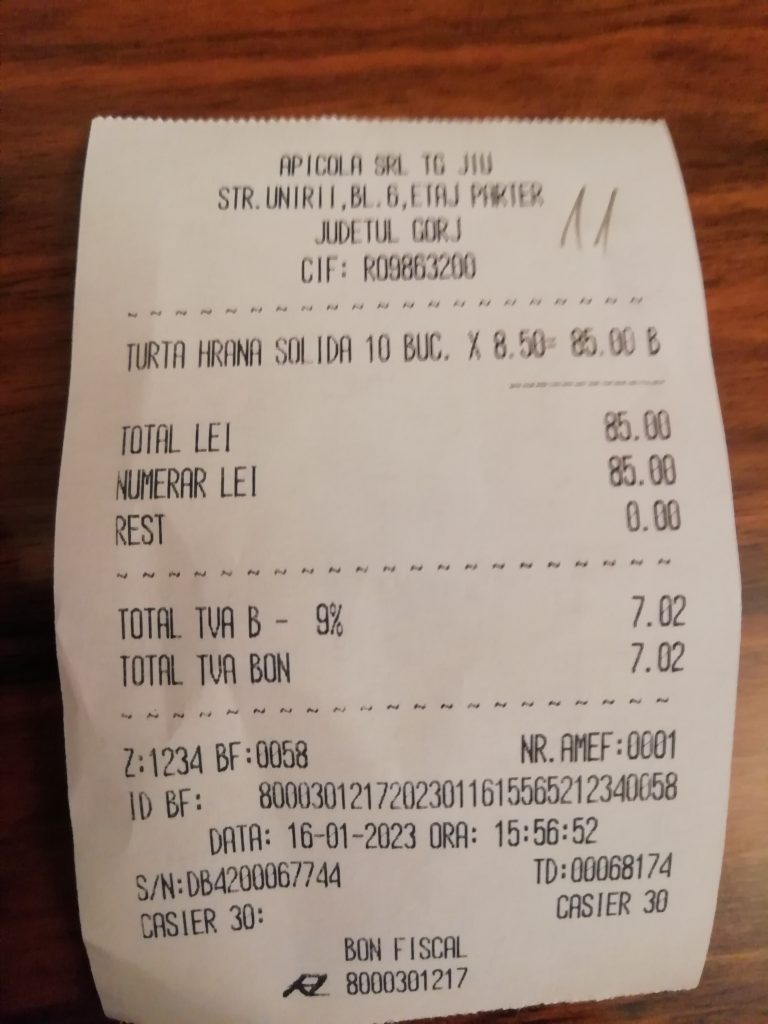 APICOLA SRL TG JIU
STR.UNIRII,BL.6,ETAJ PARTER
11
JUDETUL GORJ
CIF: RO9863200
TURTA HRANA SOLIDA 10 BUC. X 8.50= 85.00 B
TOTAL LEI 85.00
NUMERAR LEI 85.00
REST 0.00
TOTAL TVA B - 9% 7.02
TOTAL TVA BON 7.02
Z:1234 BF:0058 NR.AMEF:0001
ID BF: 80003012172023011615565212340058
DATA: 16-01-2023 ORA: 15:56:52
S/N:DB4200067744 TD:00068174
CASIER 30: CASIER 30
BON FISCAL
8000301217